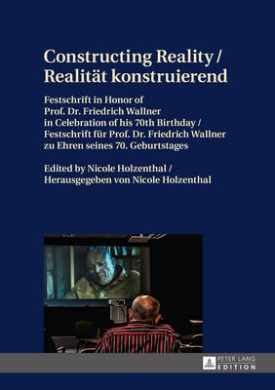 Constructing Reality /
Realität konstruierend
Festschrift in Honor of
Prof. Dr. Friedrich Wallner
in Celebration of his 70th Birthday /
Festschrift für Prof. Dr. Friedrich Wallner
zu Ehren seines 70. Geburtstages
Edited by Nicole Holzenthal /
Herausgegeben von Nicole Holzenthal
PETER LANG
EDITION